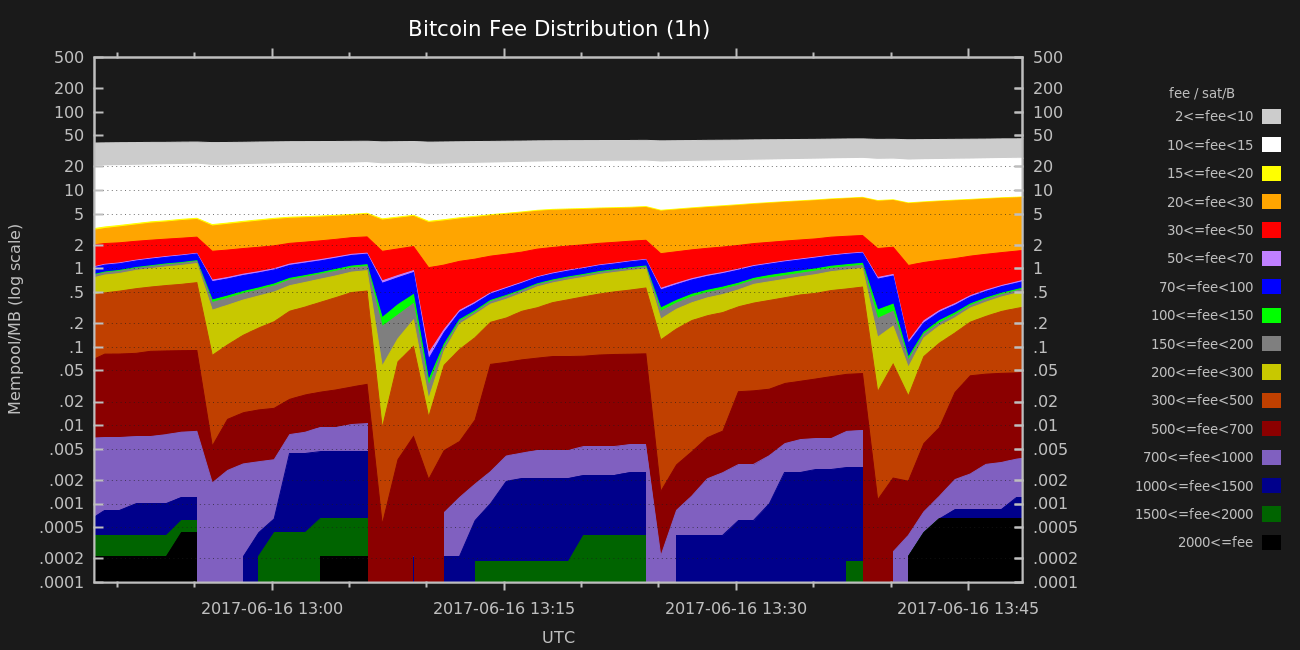 Bitcoin Fee Distribution (1h)
500
200
100
50
20
10
5
2
1
.5
.2
.1
.05
.02
.01
.005
.002
.001
.0005
.0002
.0001
Mempool/MB (log scale)
500
200
100
50
20
10
5
2
1
.5
.2
.1
.05
.02
.01
.005
.002
.001
.0005
.0002
.0001
2017-06-16 13:00
2017-06-16 13:15
2017-06-16 13:30
2017-06-16 13:45
UTC
fee / sat/B
2<=fee<10
10<=fee<15
15<=fee<20
20<=fee<30
30<=fee<50
50<=fee<70
70<=fee<100
100<=fee<150
150<=fee<200
200<=fee<300
300<=fee<500
500<=fee<700
700<=fee<1000
1000<=fee<1500
1500<=fee<2000
2000<=fee